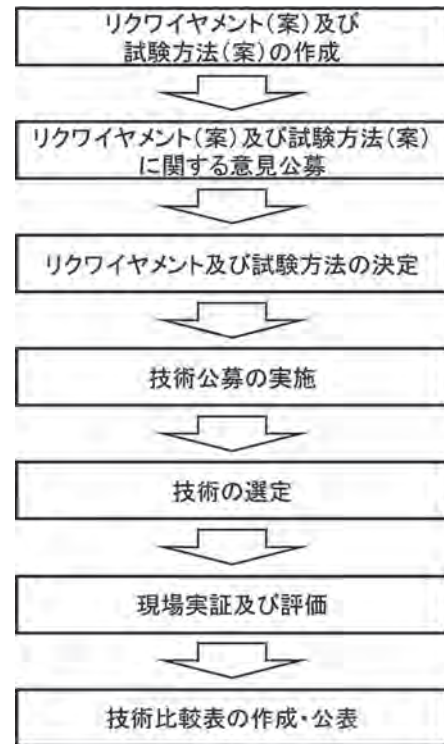 リクワイヤメント(案)及び
試験方法(案)の作成
リクワイヤメント(案)及び試験方法(案)
に関する意見公募
リクワイヤメント及び試験方法の決定
技術公募の実施
技術の選定
現場実証及び評価
技術比較表の作成・公表